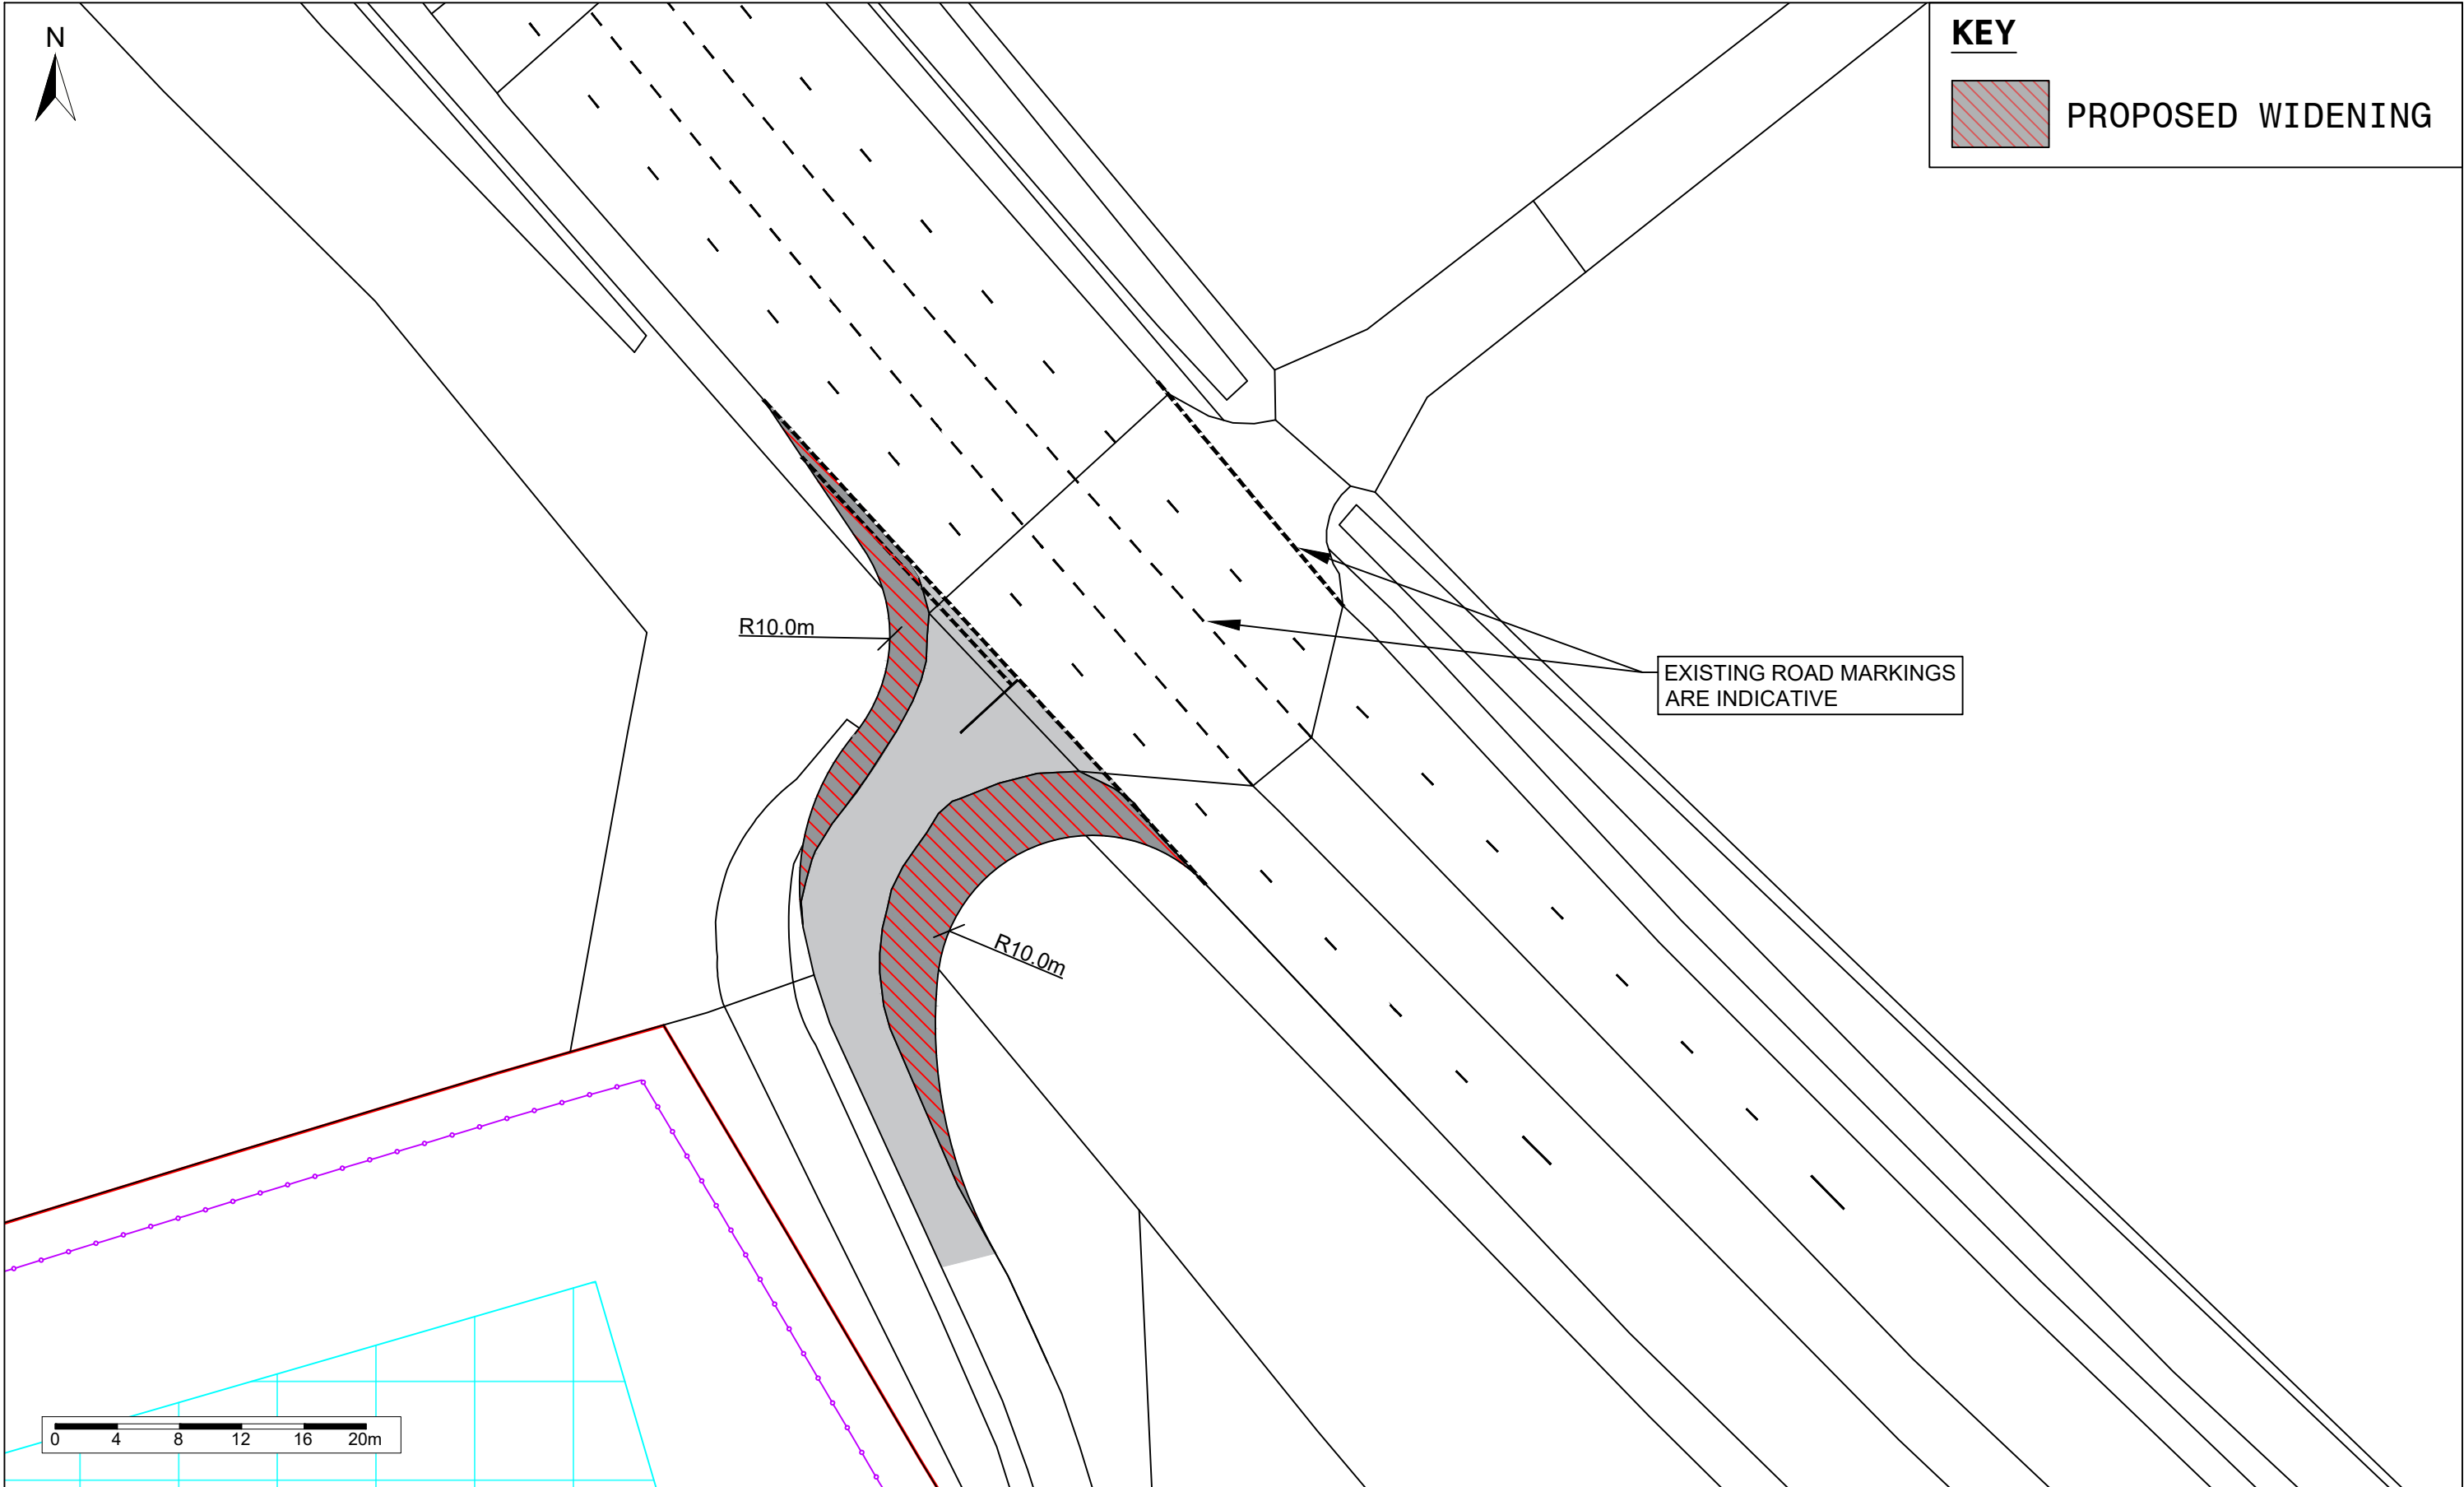 N
KEY
PROPOSED WIDENING
R10.0m
EXISTING ROAD MARKINGS
ARE INDICATIVE
R10.0m
0 4 8 12 16 20m